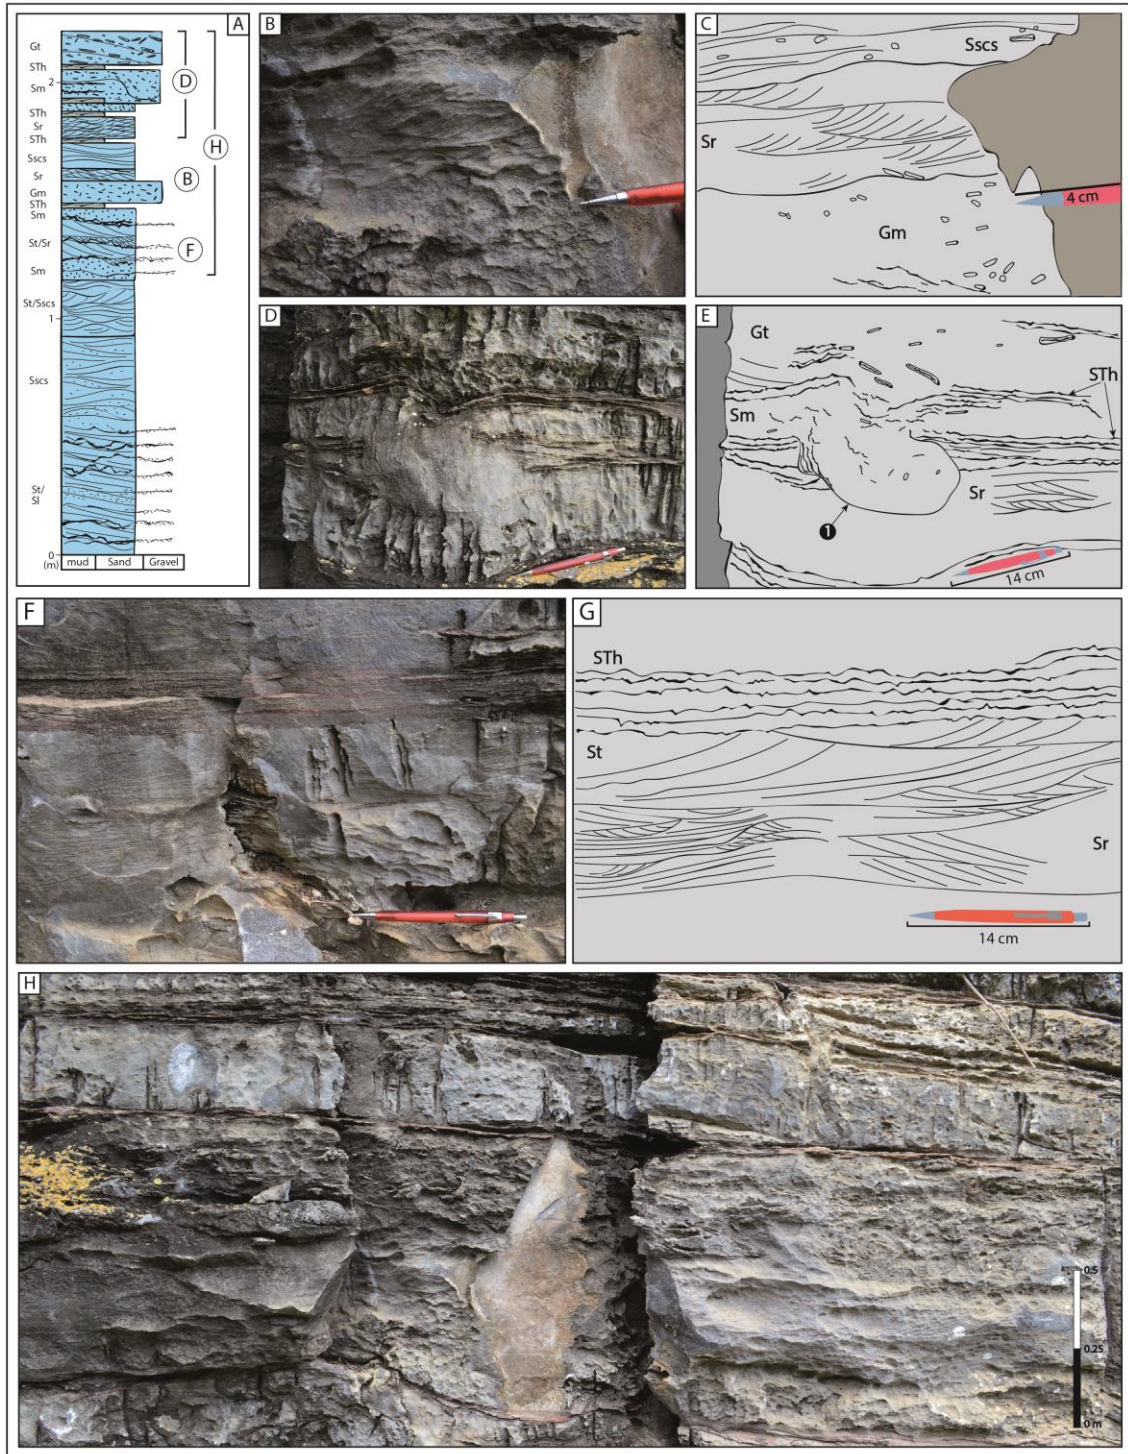 A
Gt
STh
2
Sm
D
STh
Sr
STh
H
Sscs
Sr
B
Gm
STh
Sm
St/Sr
F
Sm
St/Sscs
1
Sscs
St/
Sl
0
(m)
mud
Sand
Gravel
B
C
Sscs
Sr
4 cm
Gm
D
E
Gt
STh
Sm
Sr
1
14 cm
F
G
STh
St
Sr
14 cm
H
0.5
0.25
0 m